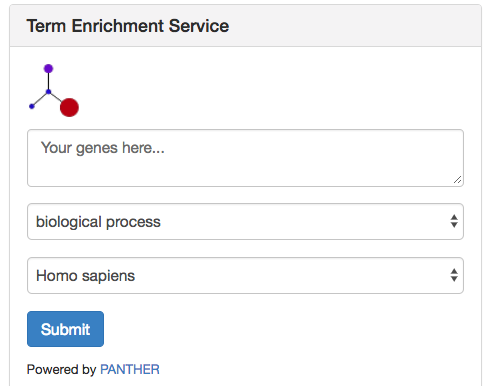 Term Enrichment Service
Your genes here...
biological process
Homo sapiens
Submit
Powered by PANTHER